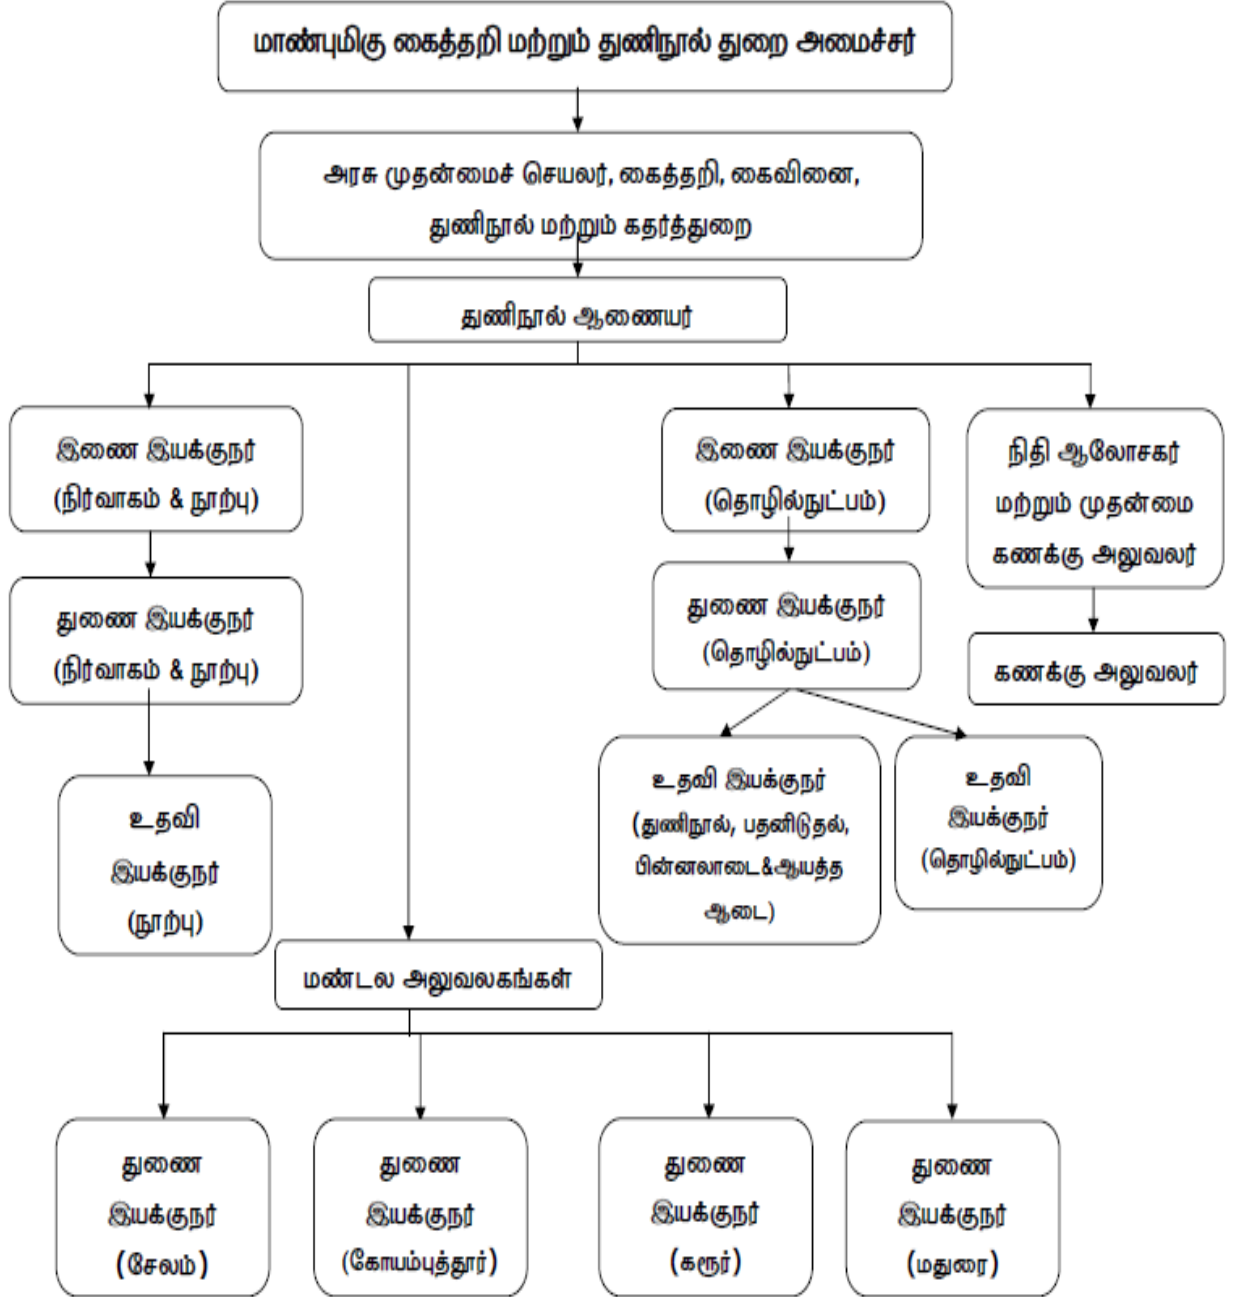 மாண்புமிகு கைத்தறி மற்றும் துணிநூல் துறை அமைச்சர்
அரசு முதன்மைச் செயலர், கைத்தறி, கைவினை,
துணிநூல் மற்றும் கதர்த்துறை
துணிநூல் ஆணையர்
இணை இயக்குநர்
(நிர்வாகம் & நூற்பு)
துணை இயக்குநர்
(நிர்வாகம் & நூற்பு)
உதவி
இயக்குநர்
(நூற்பு)
இணை இயக்குநர்
(தொழில்நுட்பம்)
துணை இயக்குநர்
(தொழில்நுட்பம்)
உதவி இயக்குநர்
(துணிநூல், பதனிடுதல்,
பின்னலாடை&ஆயத்த
ஆடை)
உதவி
இயக்குநர்
(தொழில்நுட்பம்)
நிதி ஆலோசகர்
மற்றும் முதன்மை
கணக்கு அலுவலர்
கணக்கு அலுவலர்
மண்டல அலுவலகங்கள்
துணை
இயக்குநர்
(சேலம்)
துணை
இயக்குநர்
(கோயம்புத்தூர்)
துணை
இயக்குநர்
(கரூர்)
துணை
இயக்குநர்
(மதுரை)